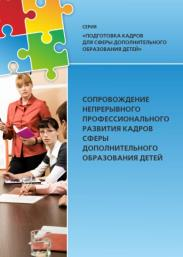 СЕРИЯ
«ПОДГОТОВКА КАДРОВ
ДЛЯ СФЕРЫ ДОПОЛНИТЕЛЬНОГО
ОБРАЗОВАНИЯ ДЕТЕЙ»
СОПРОВОЖДЕНИЕ
НЕПРЕРЫВНОГО
ПРОФЕССИОНАЛЬНОГО
РАЗВИТИЯ КАДРОВ
СФЕРЫ
ДОПОЛНИТЕЛЬНОГО
ОБРАЗОВАНИЯ ДЕТЕЙ